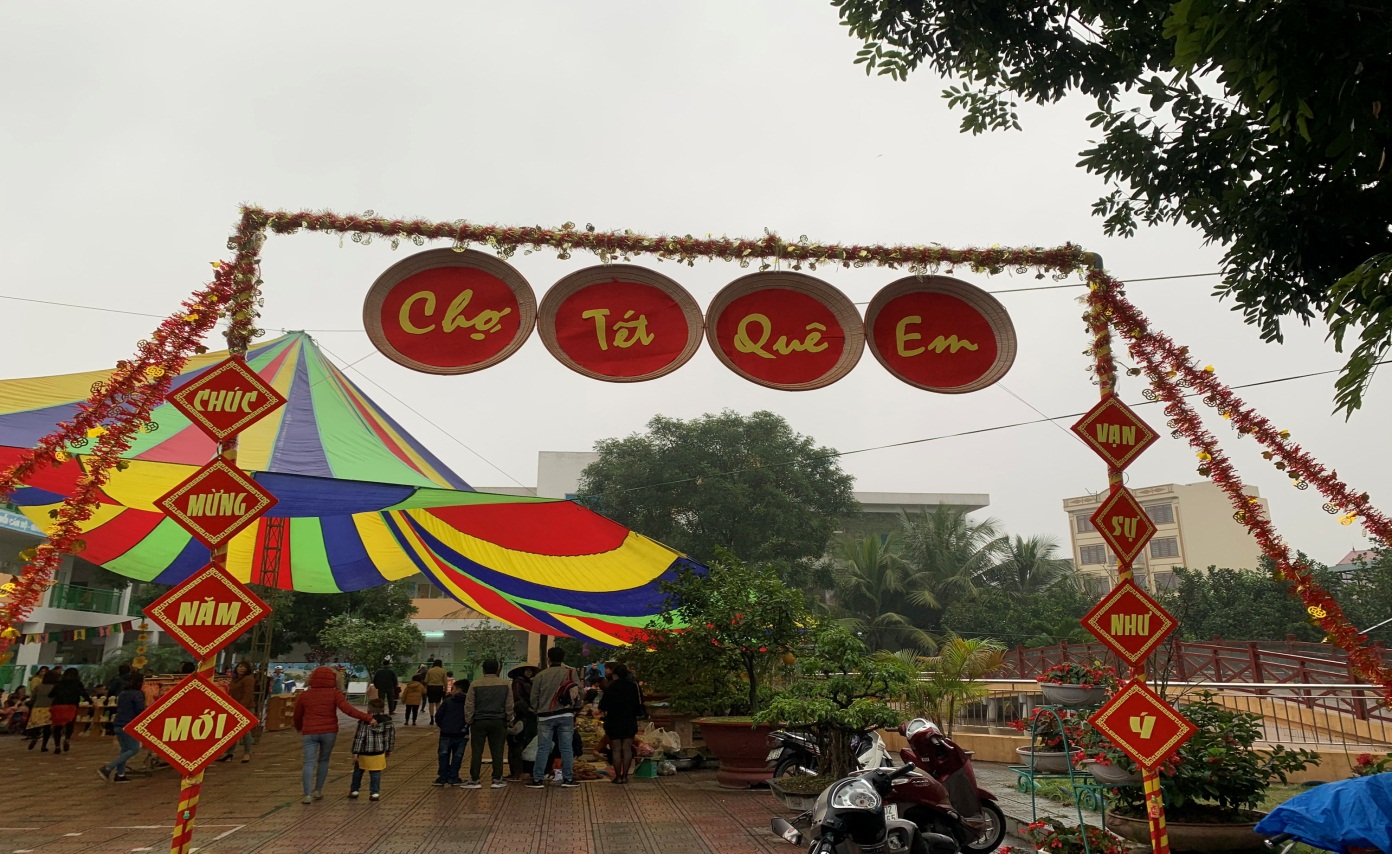 Chợ Tết Quê Em
CHÚC
MỪNG
NĂM
MỚI
VẠN
SỰ
NHƯ
Ý